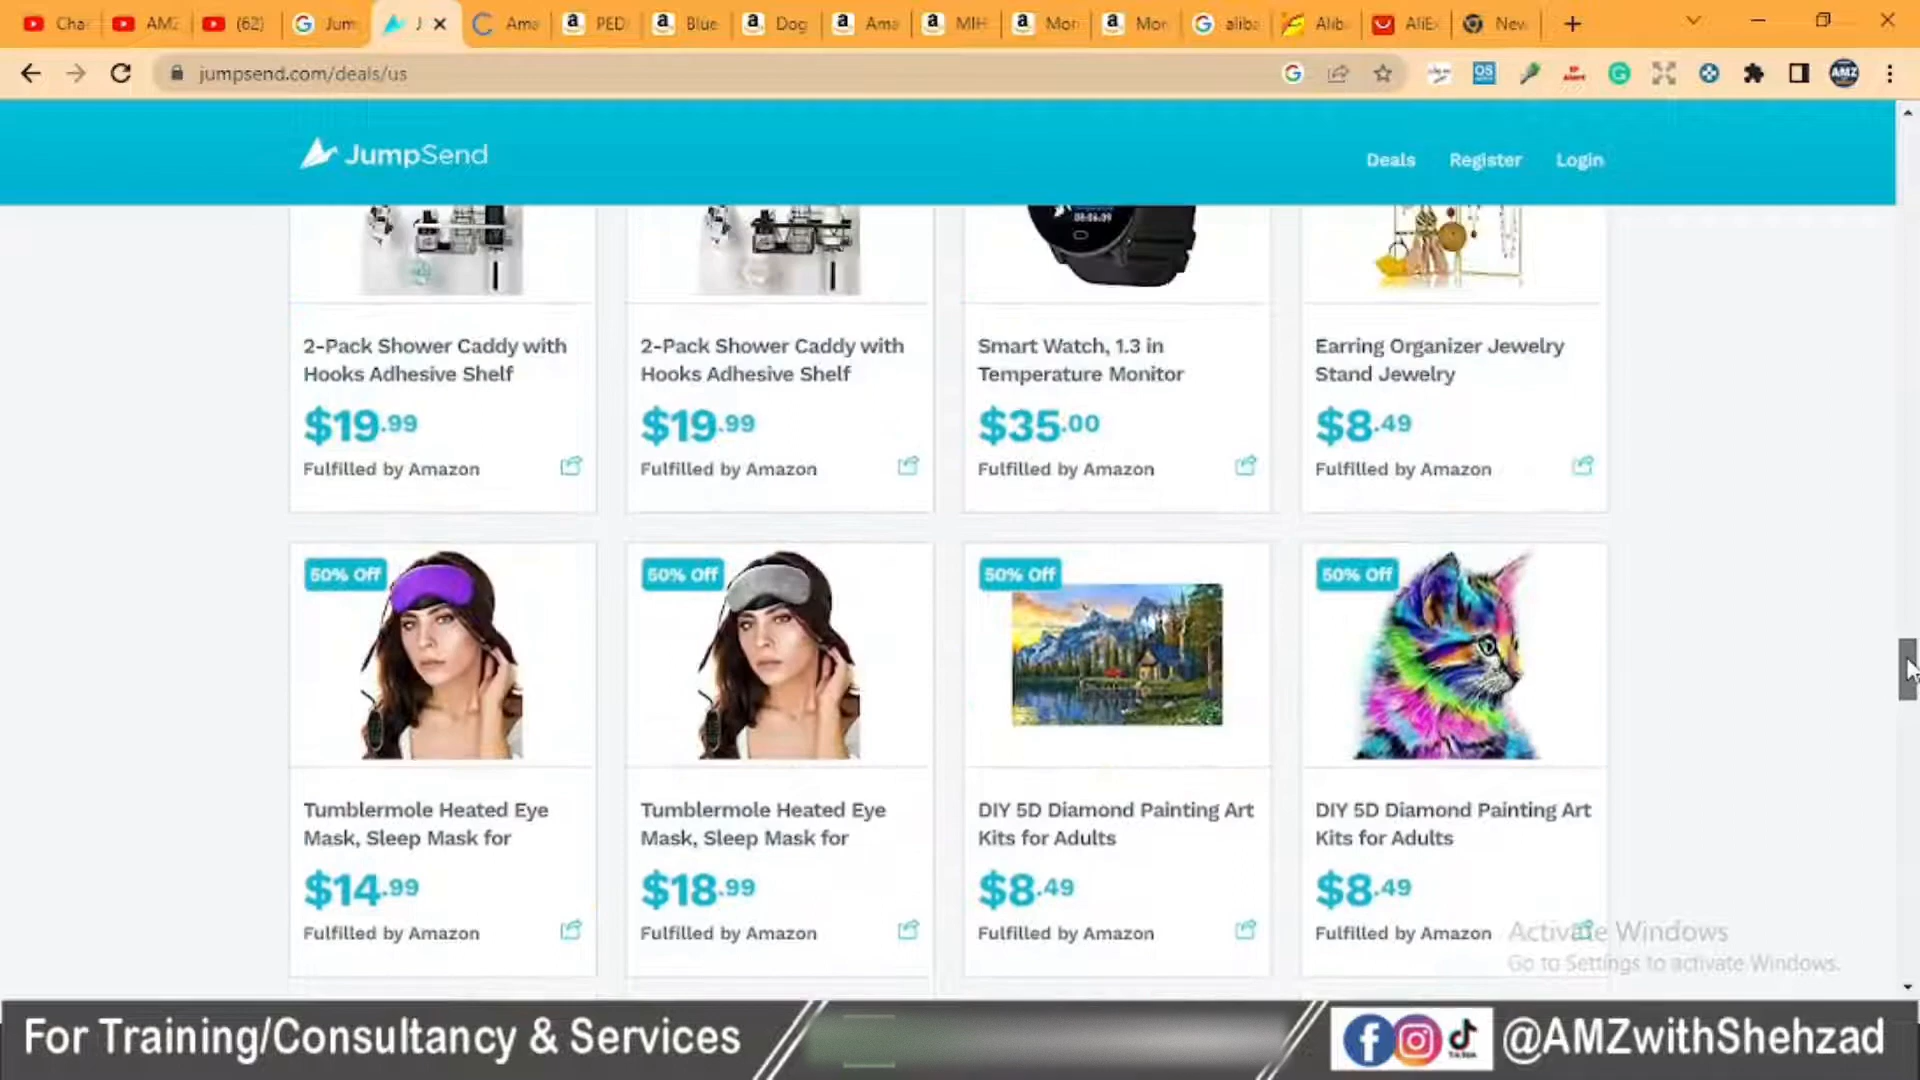 Cha
AMZ
(62)
Jum
J
Ama
PED
Blue
Dog
Ama
MIH
Mon
Mon
aliba
Alib
AliE
New
jumpsend.com/deals/us
OS
AMZ
JumpSend
Deals
Register
Login
08:06:09
2-Pack Shower Caddy with
Hooks Adhesive Shelf
$19.99
Fulfilled by Amazon
2-Pack Shower Caddy with
Hooks Adhesive Shelf
$19.99
Fulfilled by Amazon
Smart Watch, 1.3 in
Temperature Monitor
$35.00
Fulfilled by Amazon
Earring Organizer Jewelry
Stand Jewelry
$8.49
Fulfilled by Amazon
50% Off
Tumblermole Heated Eye
Mask, Sleep Mask for
$14.99
Fulfilled by Amazon
50% Off
Tumblermole Heated Eye
Mask, Sleep Mask for
$18.99
Fulfilled by Amazon
50% Off
DIY 5D Diamond Painting Art
Kits for Adults
$8.49
Fulfilled by Amazon
50% Off
DIY 5D Diamond Painting Art
Kits for Adults
$8.49
Fulfilled by Amazon
Activate Windows
Go to Settings to activate Windows.
For Training/Consultancy & Services
@AMZwithShehzad